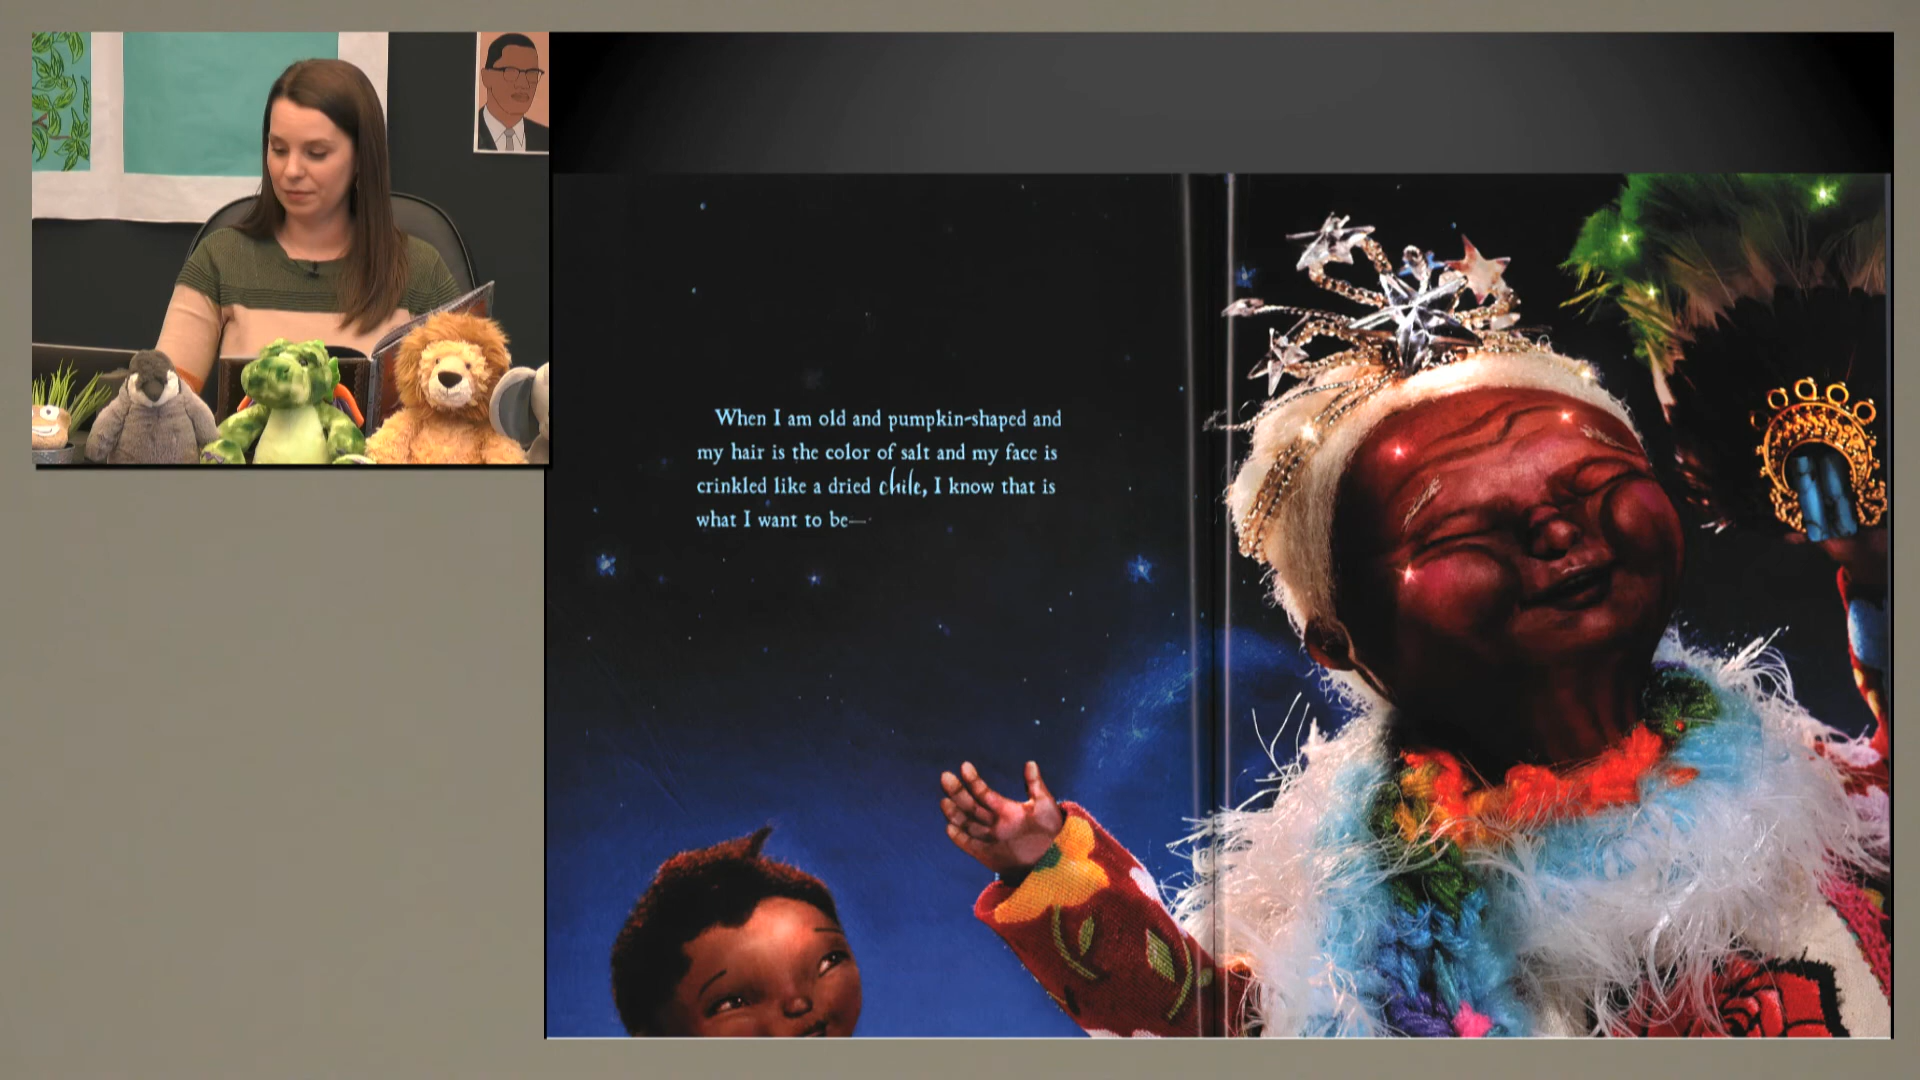 When I am old and pumpkin-shaped and
my hair is the color of salt and my face is
crinkled like a dried chile, I know that is
what I want to be—